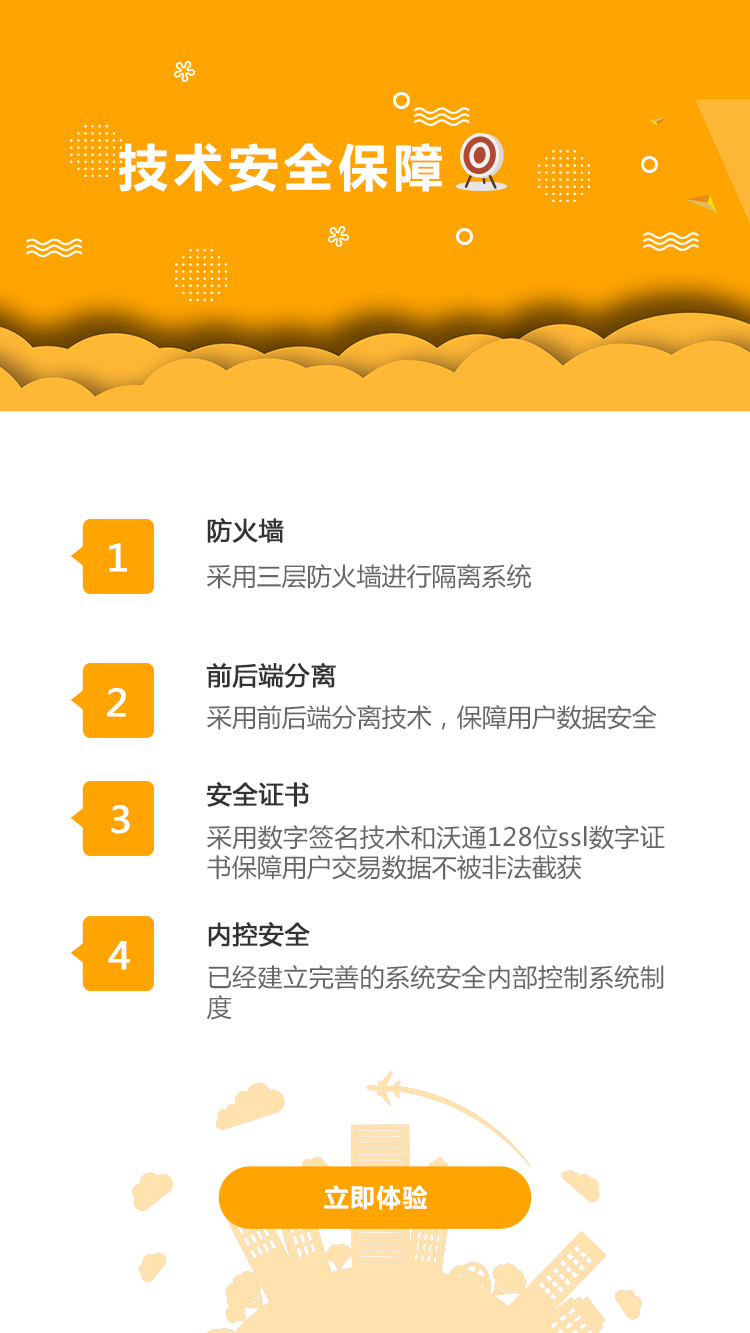 技术安全保障
1
防火墙
采用三层防火墙进行隔离系统
2
前后端分离
采用前后端分离技术，保障用户数据安全
3
安全证书
采用数字签名技术和沃通128位ssl数字证
书保障用户交易数据不被非法截获
4
内控安全
已经建立完善的系统安全内部控制系统制
度
立即体验